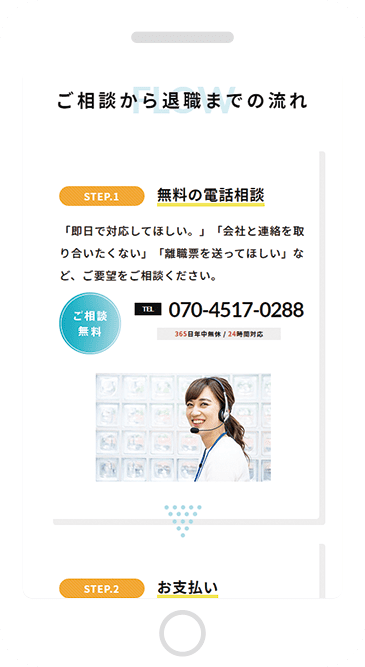 FLOW
ご相談から退職までの流れ
STEP.1
無料の電話相談
「即日で対応してほしい。」「会社と連絡を取
り合いたくない」「離職票を送ってほしい」な
ど、ご要望をご相談ください。
ご相談
無料
TEL
070-4517-0288
365日年中無休 / 24時間対応
STEP.2
お支払い